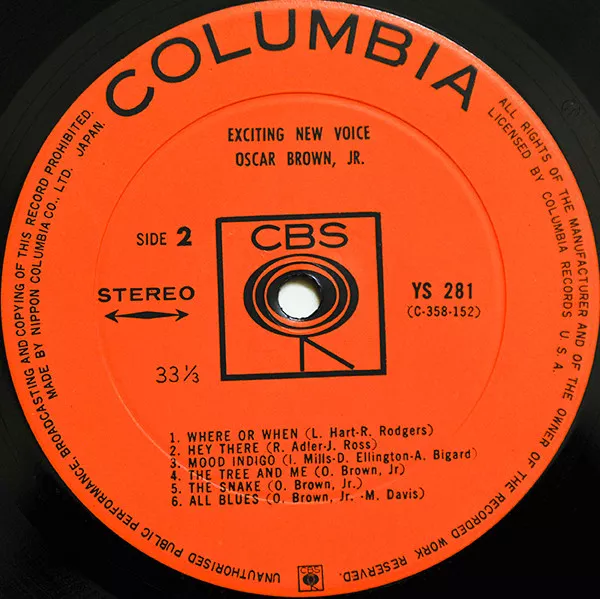 COLUMBIA
EXCITING NEW VOICE
OSCAR BROWN, JR.
SIDE 2
CBS
STEREO
YS 281
(C-358-152)
33⅓
1. WHERE OR WHEN (L. Hart-R. Rodgers)
2. HEY THERE (R. Adler-J. Ross)
3. MOOD INDIGO (I. Mills-D. Ellington-A. Bigard)
4. THE TREE AND ME (O. Brown, Jr)
5. THE SNAKE (O. Brown, Jr.)
6. ALL BLUES (O. Brown, Jr. -M. Davis)
CBS
ALL RIGHTS OF THE MANUFACTURER AND OF THE OWNER OF THE RECORDED WORK RESERVED.
LICENSED BY COLUMBIA RECORDS U. S. A.
UNAUTHORISED PUBLIC PERFORMANCE, BROADCASTING AND COPYING OF THIS RECORD PROHIBITED.
MADE BY NIPPON COLUMBIA CO., LTD. JAPAN.